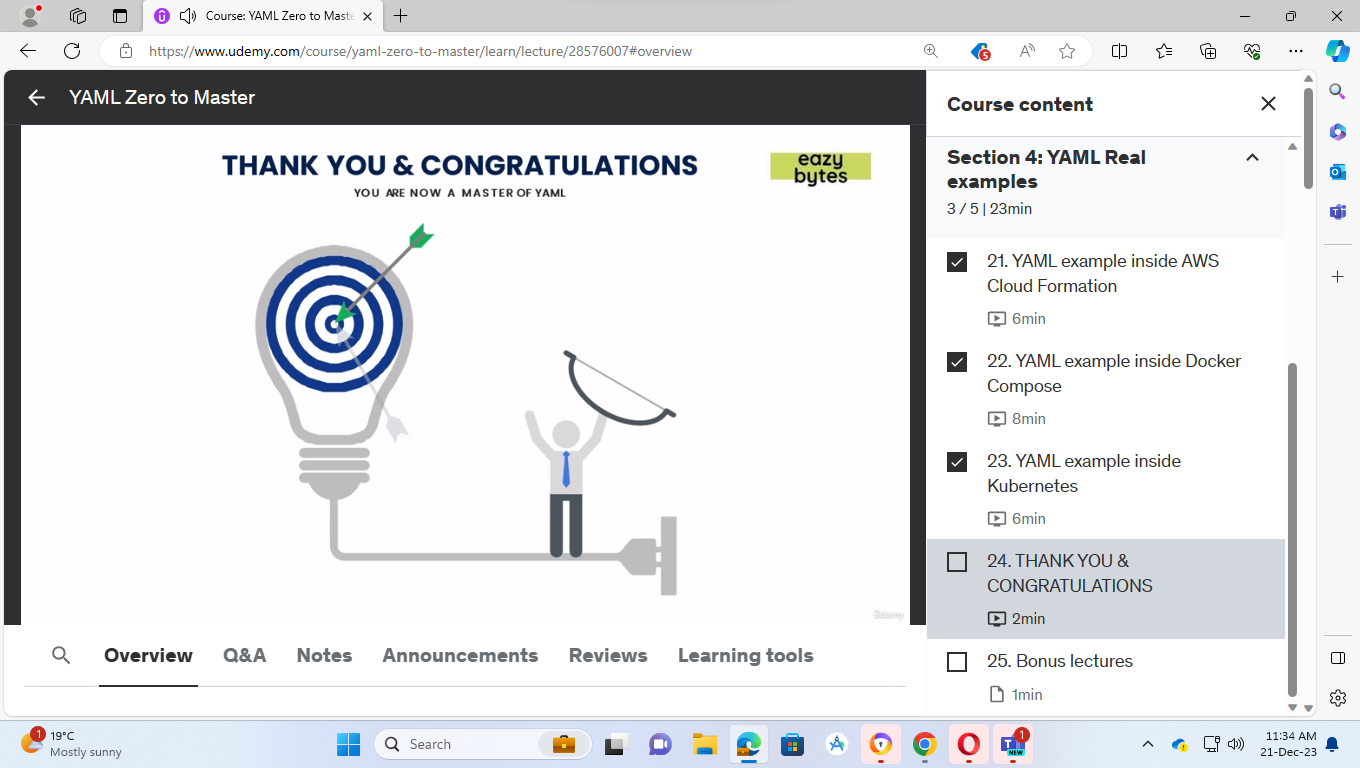 Course: YAML Zero to Maste
https://www.udemy.com/course/yaml-zero-to-master/learn/lecture/28576007#overview
5
YAML Zero to Master
THANK YOU & CONGRATULATIONS
YOU ARE NOW A MASTER OF YAML
eazy
bytes
Udemy
Overview
Q&A
Notes
Announcements
Reviews
Learning tools
Course content
Section 4: YAML Real
examples
3 / 5 | 23min
21. YAML example inside AWS
Cloud Formation
6min
22. YAML example inside Docker
Compose
8min
23. YAML example inside
Kubernetes
6min
24. THANK YOU &
CONGRATULATIONS
2min
25. Bonus lectures
1min
1
19°C
Mostly sunny
Search
1
NEW
11:34 AM
21-Dec-23